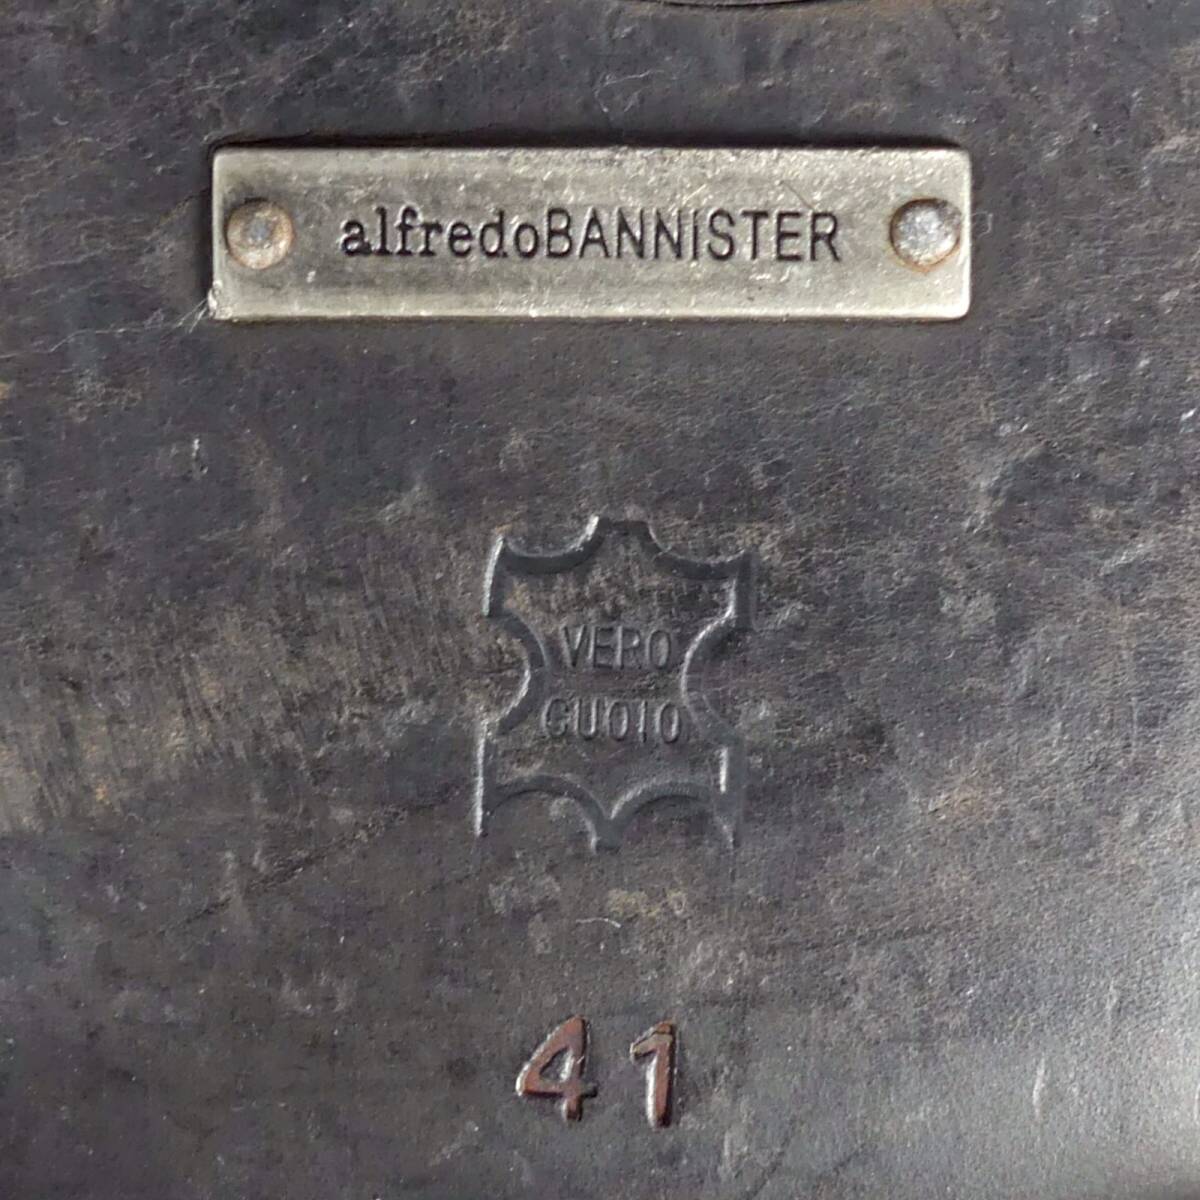 alfredoBANNISTER
VERO
CUOIO
41